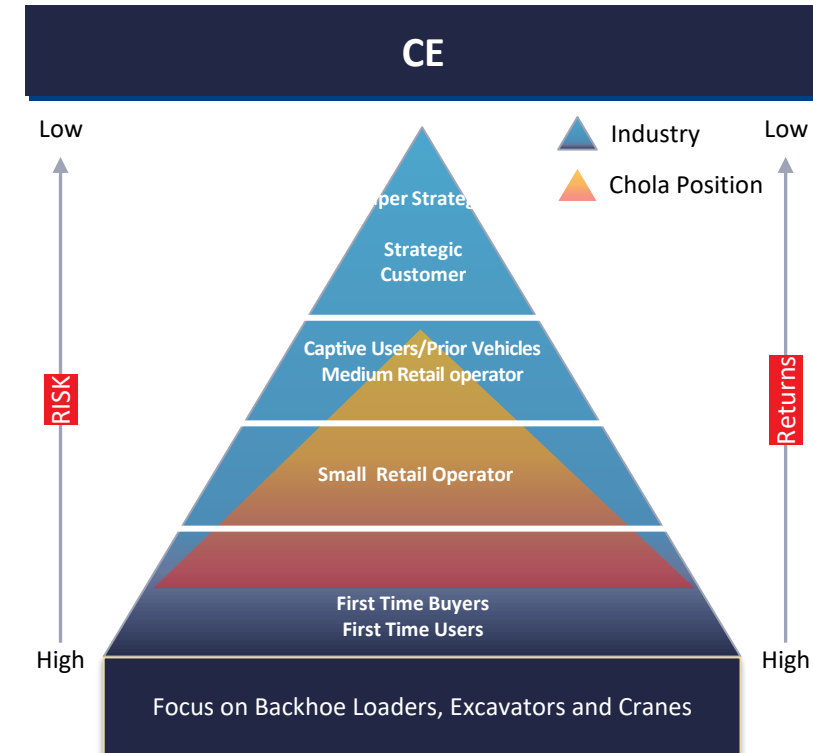 CE
Low
Industry
Low
Chola Position
Strategic
Customer
Captive Users/Prior Vehicles
Medium Retail operator
RISK
Returns
Small Retail Operator
First Time Buyers
First Time Users
High
High
Focus on Backhoe Loaders, Excavators and Cranes